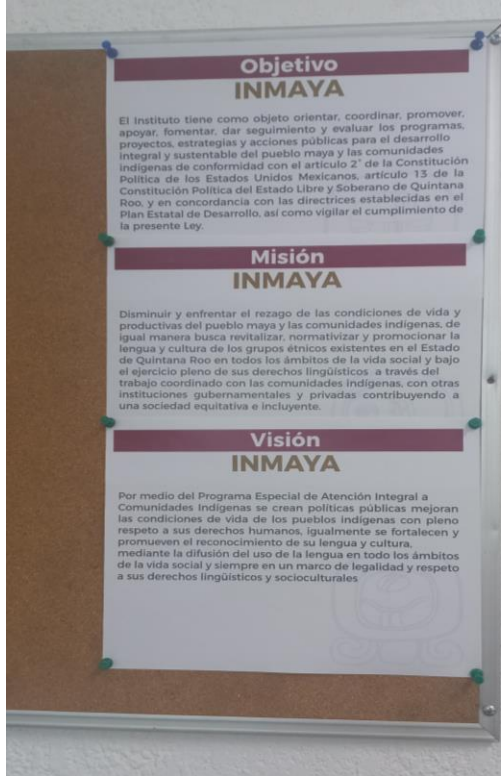 Objetivo
INMAYA
El Instituto tiene como objeto orientar, coordinar, promover,
apoyar, fomentar, dar seguimiento y evaluar los programas,
proyectos, estrategias y acciones públicas para el desarrollo
integral y sustentable del pueblo maya y las comunidades
indígenas de conformidad con el artículo 2° de la Constitución
Política de los Estados Unidos Mexicanos, artículo 13 de la
Constitución Política del Estado Libre y Soberano de Quintana
Roo, y en concordancia con las directrices establecidas en el
Plan Estatal de Desarrollo, así como vigilar el cumplimiento de
la presente Ley.
Misión
INMAYA
Disminuir y enfrentar el rezago de las condiciones de vida y
productivas del pueblo maya y las comunidades indígenas, de
igual manera busca revitalizar, normativizar y promocionar la
lengua y cultura de los grupos étnicos existentes en el Estado
de Quintana Roo en todos los ámbitos de la vida social y bajo
el ejercicio pleno de sus derechos lingüísticos a través del
trabajo coordinado con las comunidades indígenas, con otras
instituciones gubernamentales y privadas contribuyendo a
una sociedad equitativa e incluyente.
Visión
INMAYA
Por medio del Programa Especial de Atención Integral a
Comunidades Indígenas se crean políticas públicas mejoran
las condiciones de vida de los pueblos indígenas con pleno
respeto a sus derechos humanos, igualmente se fortalecen y
promueven el reconocimiento de su lengua y cultura,
mediante la difusión del uso de la lengua en todo los ámbitos
de la vida social y siempre en un marco de legalidad y respeto
a sus derechos lingüísticos y socioculturales